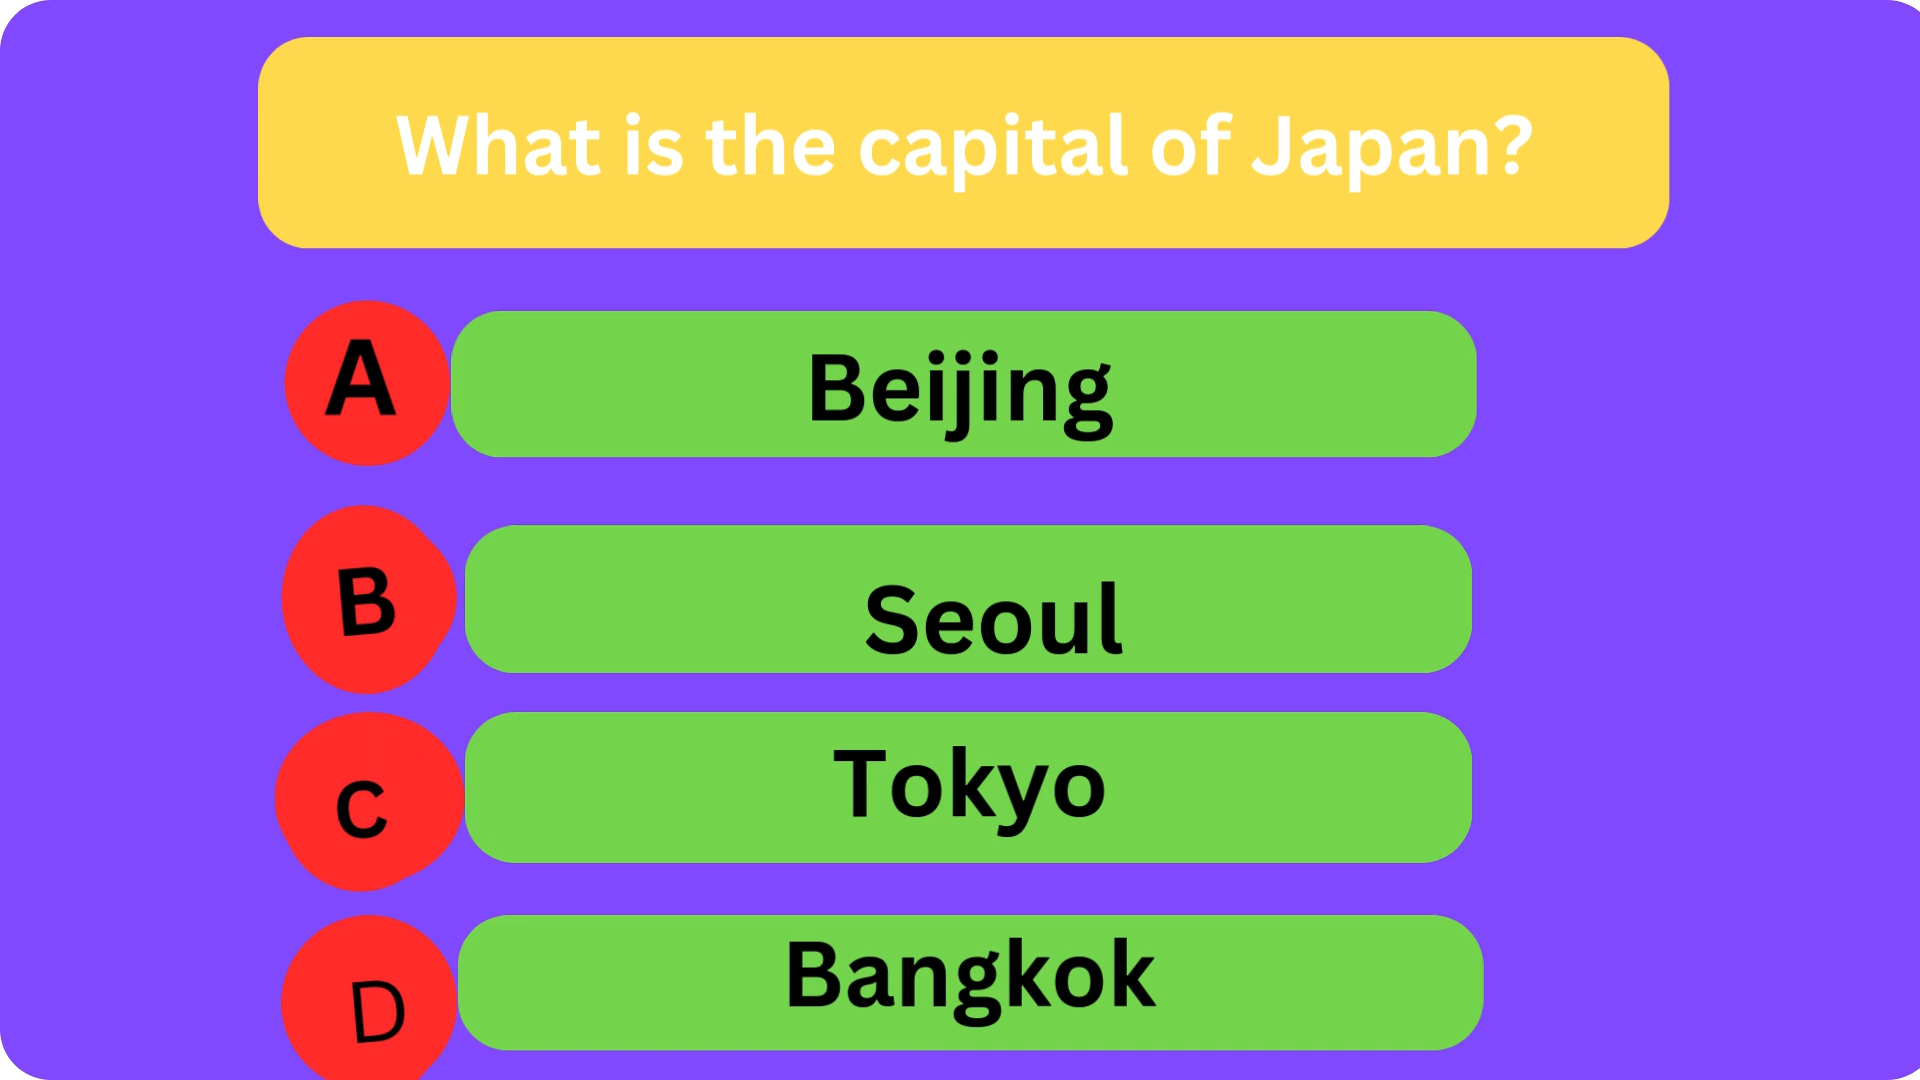 What is the capital of Japan?
A Beijing
B Seoul
C Tokyo
D Bangkok